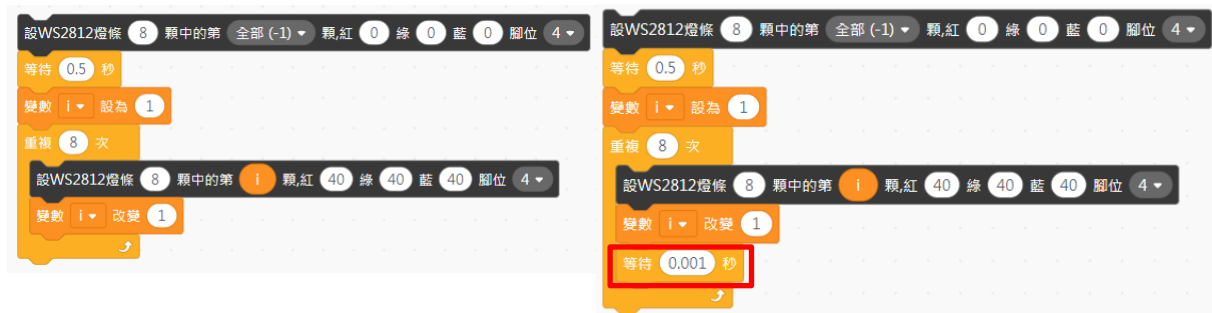 設WS2812燈條 8 顆中的第 全部 (-1) 顆,紅 0 綠 0 藍 0 腳位 4
等待 0.5 秒
變數 i 設為 1
重複 8 次
設WS2812燈條 8 顆中的第 i 顆,紅 40 綠 40 藍 40 腳位 4
變數 i 改變 1
設WS2812燈條 8 顆中的第 全部 (-1) 顆,紅 0 綠 0 藍 0 腳位 4
等待 0.5 秒
變數 i 設為 1
重複 8 次
設WS2812燈條 8 顆中的第 i 顆,紅 40 綠 40 藍 40 腳位 4
變數 i 改變 1
等待 0.001 秒